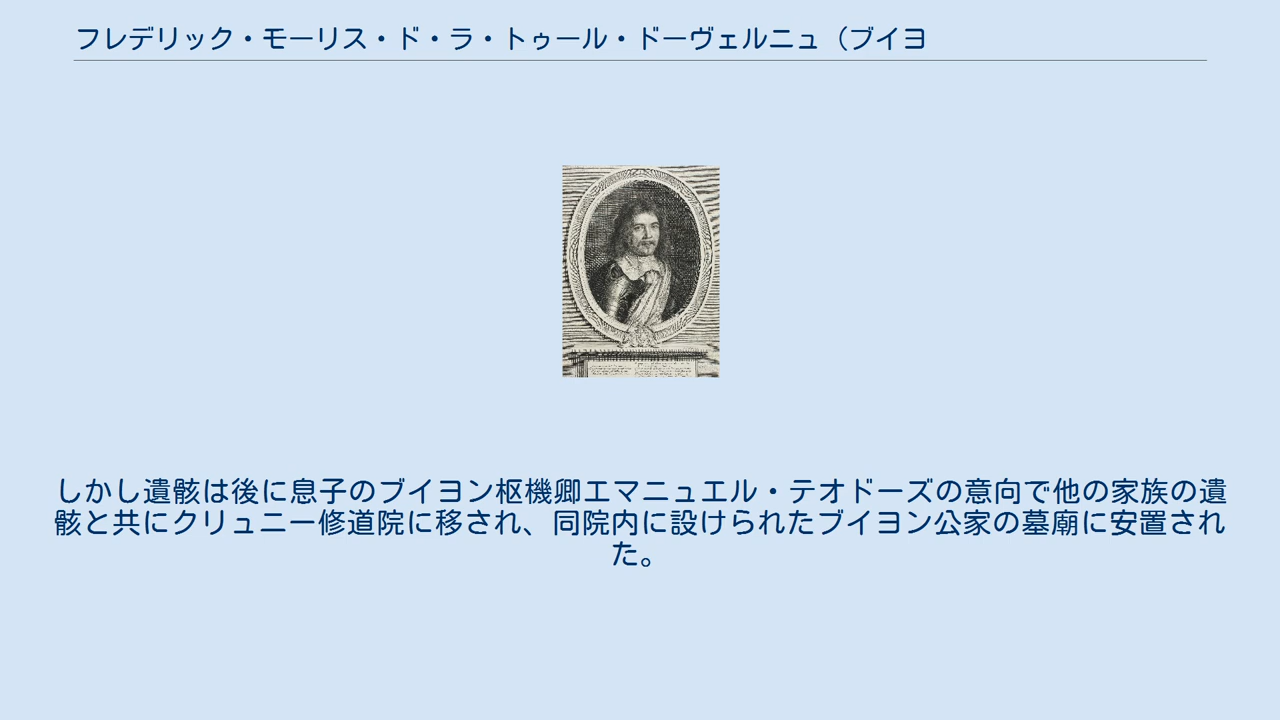 フレデリック・モーリス・ド・ラ・トゥール・ドーヴェルニュ（ブイヨ
しかし遺骸は後に息子のブイヨン枢機卿エマニュエル・テオドーズの意向で他の家族の遺
骸と共にクリュニー修道院に移され、同院内に設けられたブイヨン公家の墓廟に安置され
た。